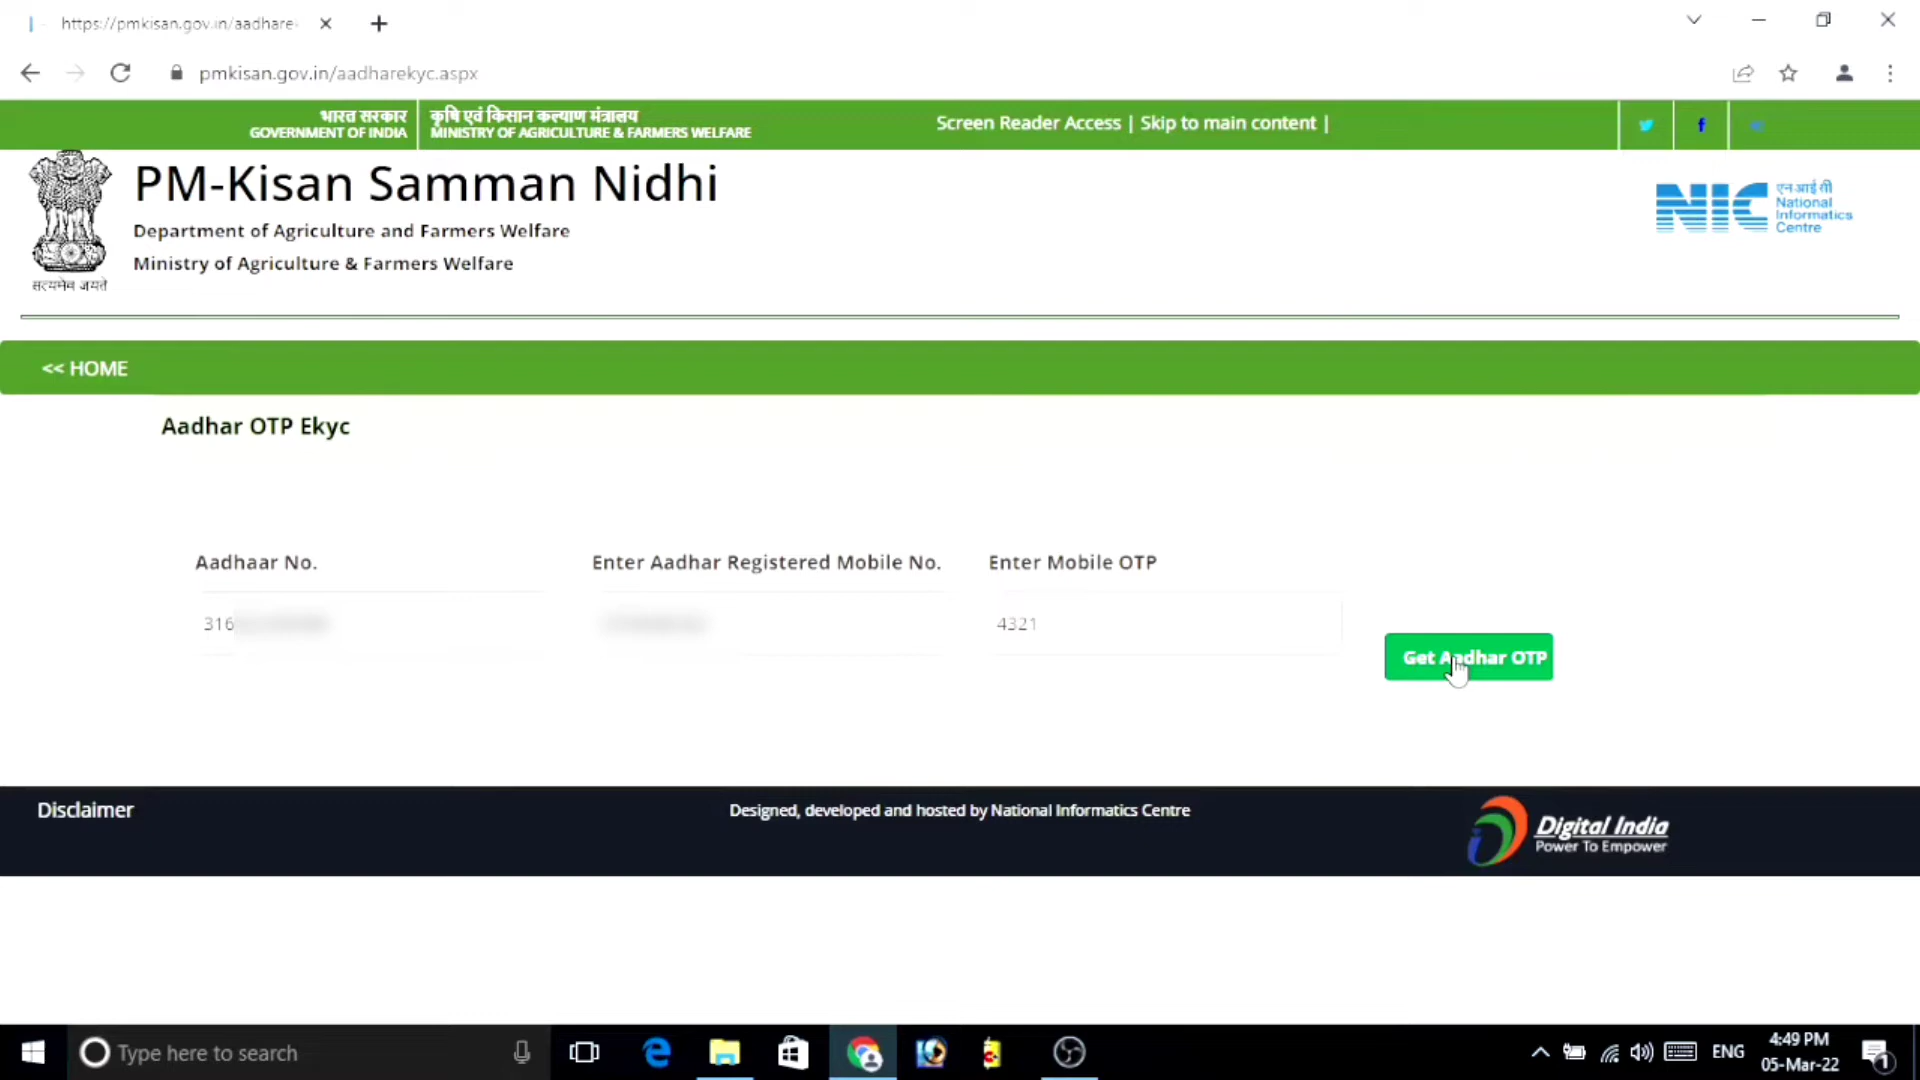 https://pmkisan.gov.in/aadhare
pmkisan.gov.in/aadharekyc.aspx
भारत सरकार
GOVERNMENT OF INDIA
कृषि एवं किसान कल्याण मंत्रालय
MINISTRY OF AGRICULTURE & FARMERS WELFARE
Screen Reader Access | Skip to main content |
PM-Kisan Samman Nidhi
Department of Agriculture and Farmers Welfare
Ministry of Agriculture & Farmers Welfare
सत्यमेव जयते
NIC
एन आई सी
National
Informatics
Centre
<< HOME
Aadhar OTP Ekyc
Aadhaar No.
Enter Aadhar Registered Mobile No.
Enter Mobile OTP
316
4321
Get Aadhar OTP
Disclaimer
Designed, developed and hosted by National Informatics Centre
Digital India
Power To Empower
Type here to search
ENG
4:49 PM
05-Mar-22
1